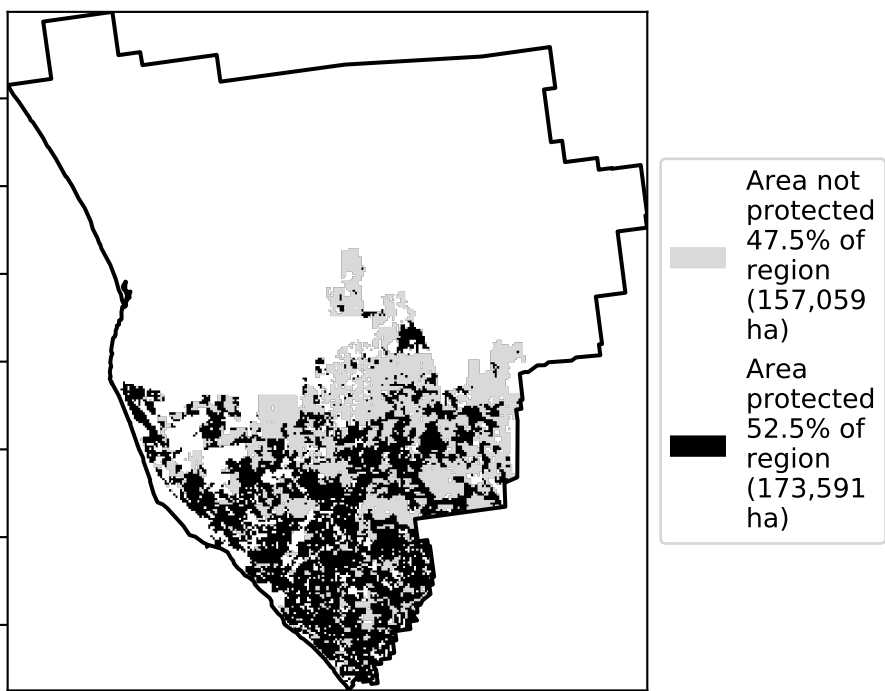 Area not
protected
47.5% of
region
(157,059
ha)
Area
protected
52.5% of
region
(173,591
ha)